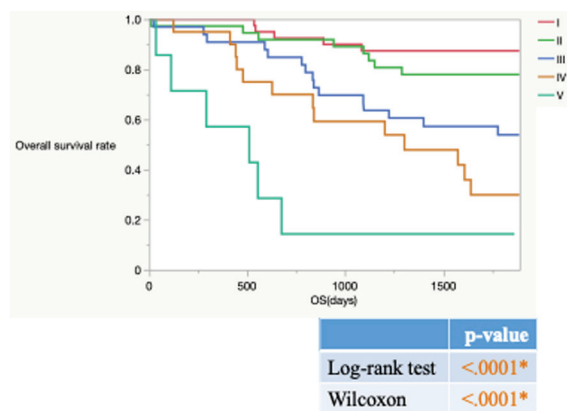 1.0
0.8
0.6
0.4
0.2
0
Overall survival rate
0
500
1000
1500
OS(days)
I
II
III
IV
V
p-value
Log-rank test <.0001*
Wilcoxon <.0001*